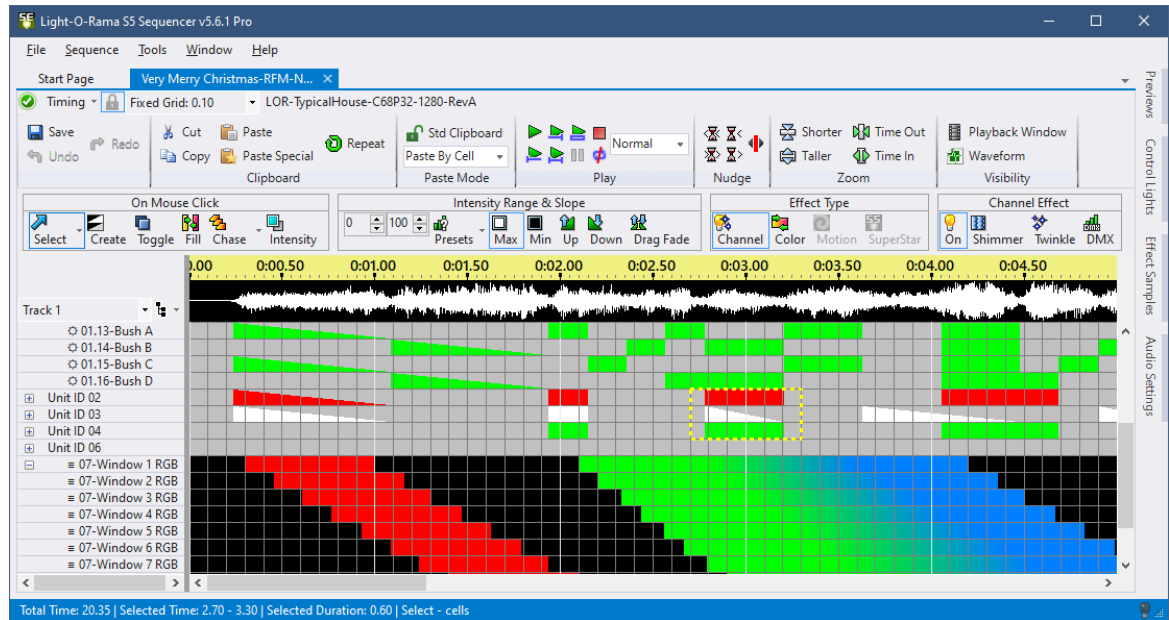 Light-O-Rama S5 Sequencer v5.6.1 Pro
File Sequence Tools Window Help
Start Page Very Merry Christmas-RFM-N...
Timing Fixed Grid: 0.10 LOR-TypicalHouse-C68P32-1280-RevA
Save Cut Paste Std Clipboard Shorter Time Out Playback Window
Redo Repeat Normal
Undo Copy Paste Special Paste By Cell Taller Time In Waveform
Clipboard Paste Mode Play Nudge Zoom Visibility
On Mouse Click Intensity Range & Slope Effect Type Channel Effect
0 100
Select Create Toggle Fill Chase Intensity Presets Max Min Up Down Drag Fade Channel Color Motion SuperStar On Shimmer Twinkle DMX
0:00.50 0:01.00 0:01.50 0:02.00 0:02.50 0:03.00 0:03.50 0:04.00 0:04.50
Track 1
01.13-Bush A
01.14-Bush B
01.15-Bush C
01.16-Bush D
Unit ID 02
Unit ID 03
Unit ID 04
Unit ID 06
07-Window 1 RGB
07-Window 2 RGB
07-Window 3 RGB
07-Window 4 RGB
07-Window 5 RGB
07-Window 6 RGB
07-Window 7 RGB
Previews
Control Lights
Effect Samples
Audio Settings
Total Time: 20.35 | Selected Time: 2.70 - 3.30 | Selected Duration: 0.60 | Select - cells